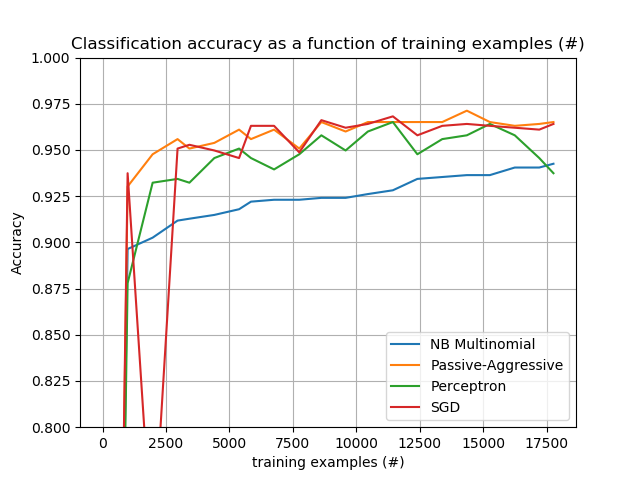 Classification accuracy as a function of training examples (#)
1.000
0.975
0.950
0.925
0.900
0.875
0.850
0.825
0.800
Accuracy
NB Multinomial
Passive-Aggressive
Perceptron
SGD
0 2500 5000 7500 10000 12500 15000 17500
training examples (#)